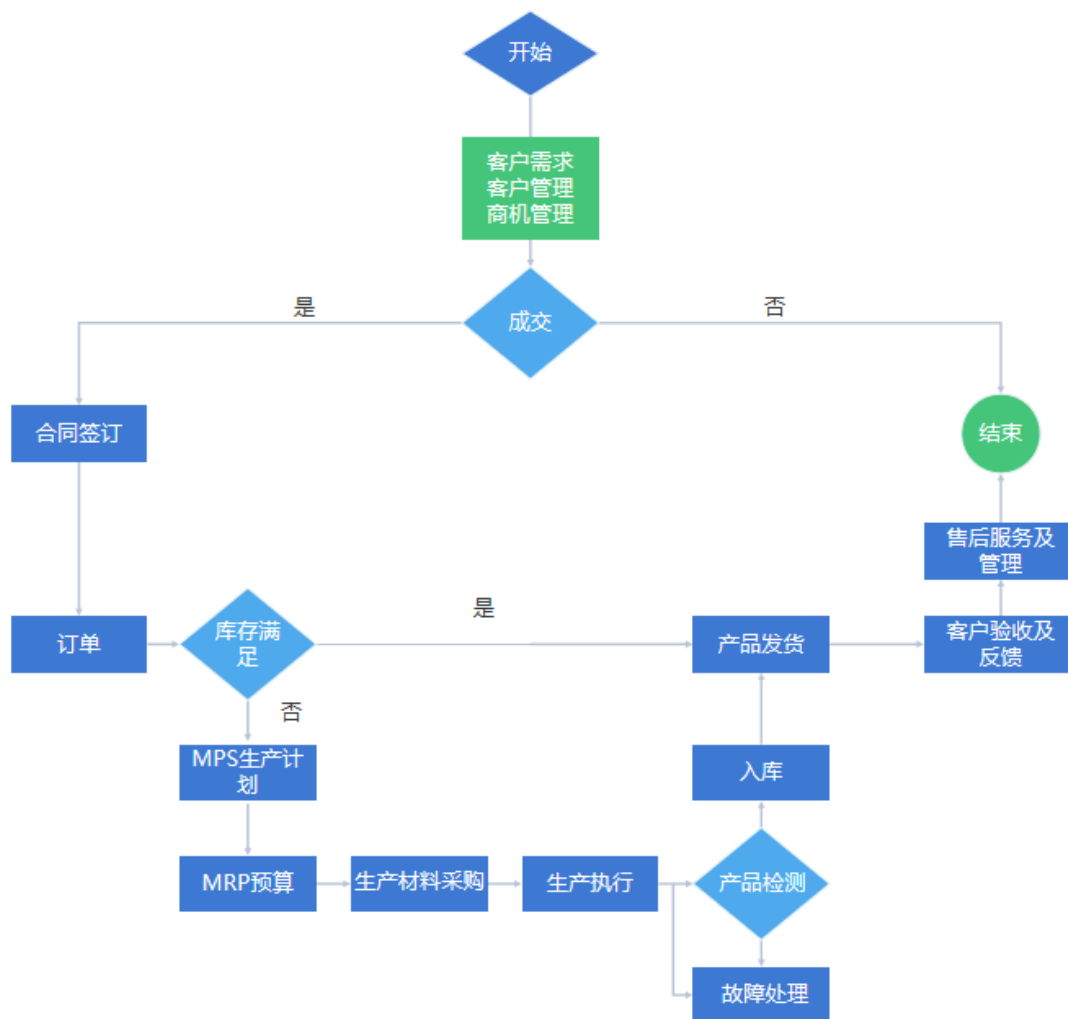 开始
客户需求
客户管理
商机管理
是
否
成交
合同签订
结束
售后服务及
管理
是
订单
库存满
足
产品发货
客户验收及
反馈
否
MPS生产计
划
入库
MRP预算
生产材料采购
生产执行
产品检测
故障处理